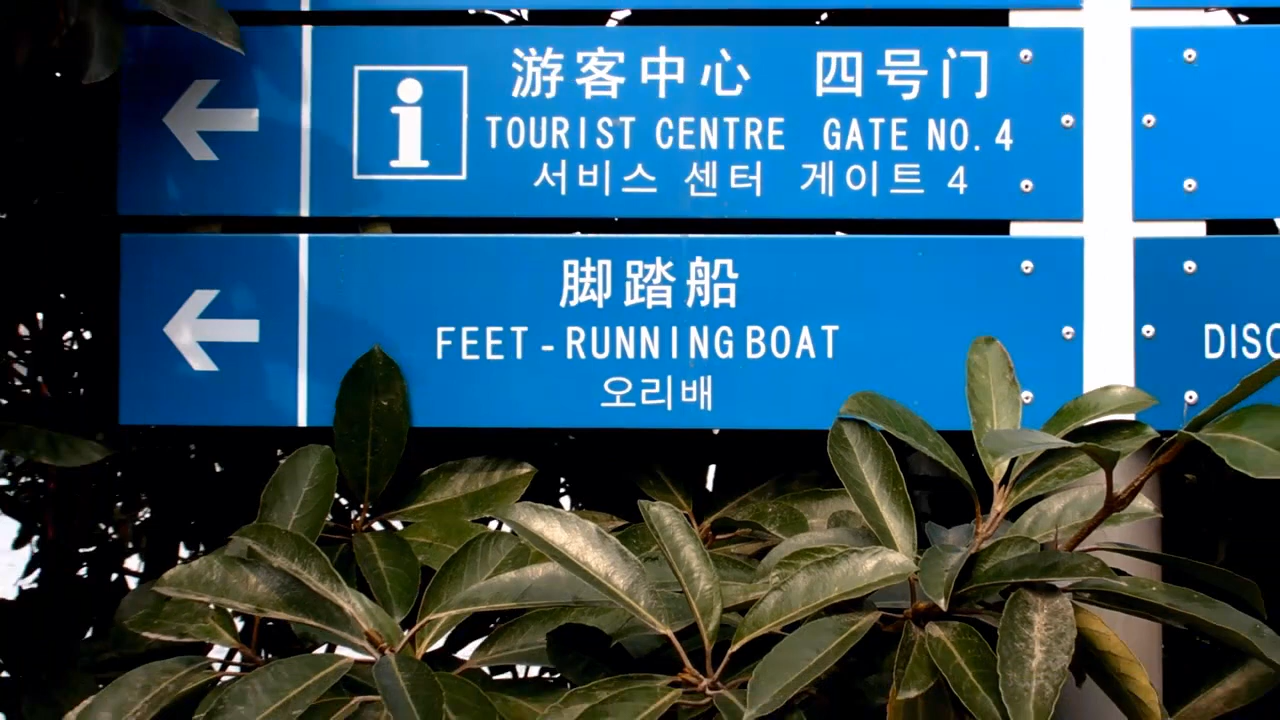 游客中心 四号门
TOURIST CENTRE GATE NO. 4
서비스 센터 게이트 4
脚踏船
FEET-RUNNING BOAT
오리배